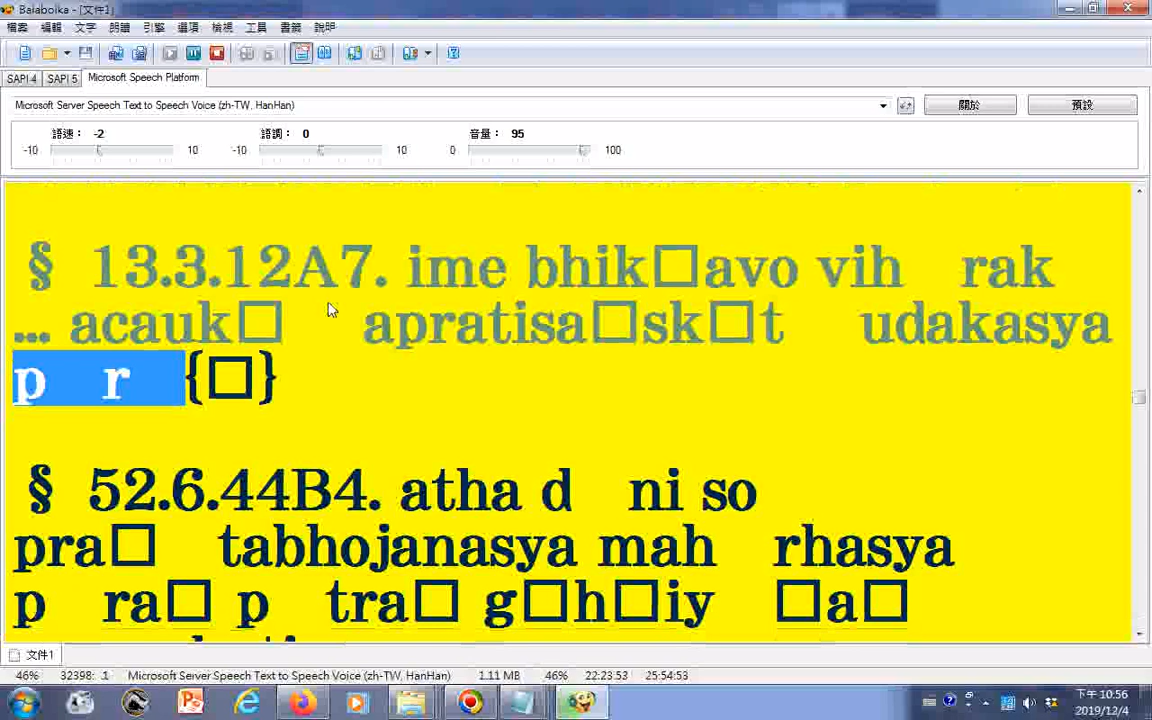 Balabolka - [文件1]
檔案 編輯 文字 朗讀 引擎 選項 檢視 工具 書籤 說明
SAPI 4 SAPI 5 Microsoft Speech Platform
Microsoft Server Speech Text to Speech Voice (zh-TW, HanHan) 關於 預設
語速： -2 語調： 0 音量： 95
-10 10 -10 10 0 100
§ 13.3.12A7. ime bhik□avo vih rak
... acauk□ apratisa□sk□t udakasya
p r {□}
§ 52.6.44B4. atha d ni so
pra□ tabhojanasya mah rhasya
p ra□ p tra□ g□h□iy □a□
文件1
46% 32398: 1 Microsoft Server Speech Text to Speech Voice (zh-TW, HanHan) 1.11 MB 46% 22:23:53 25:54:53
下午 10:56
2019/12/4